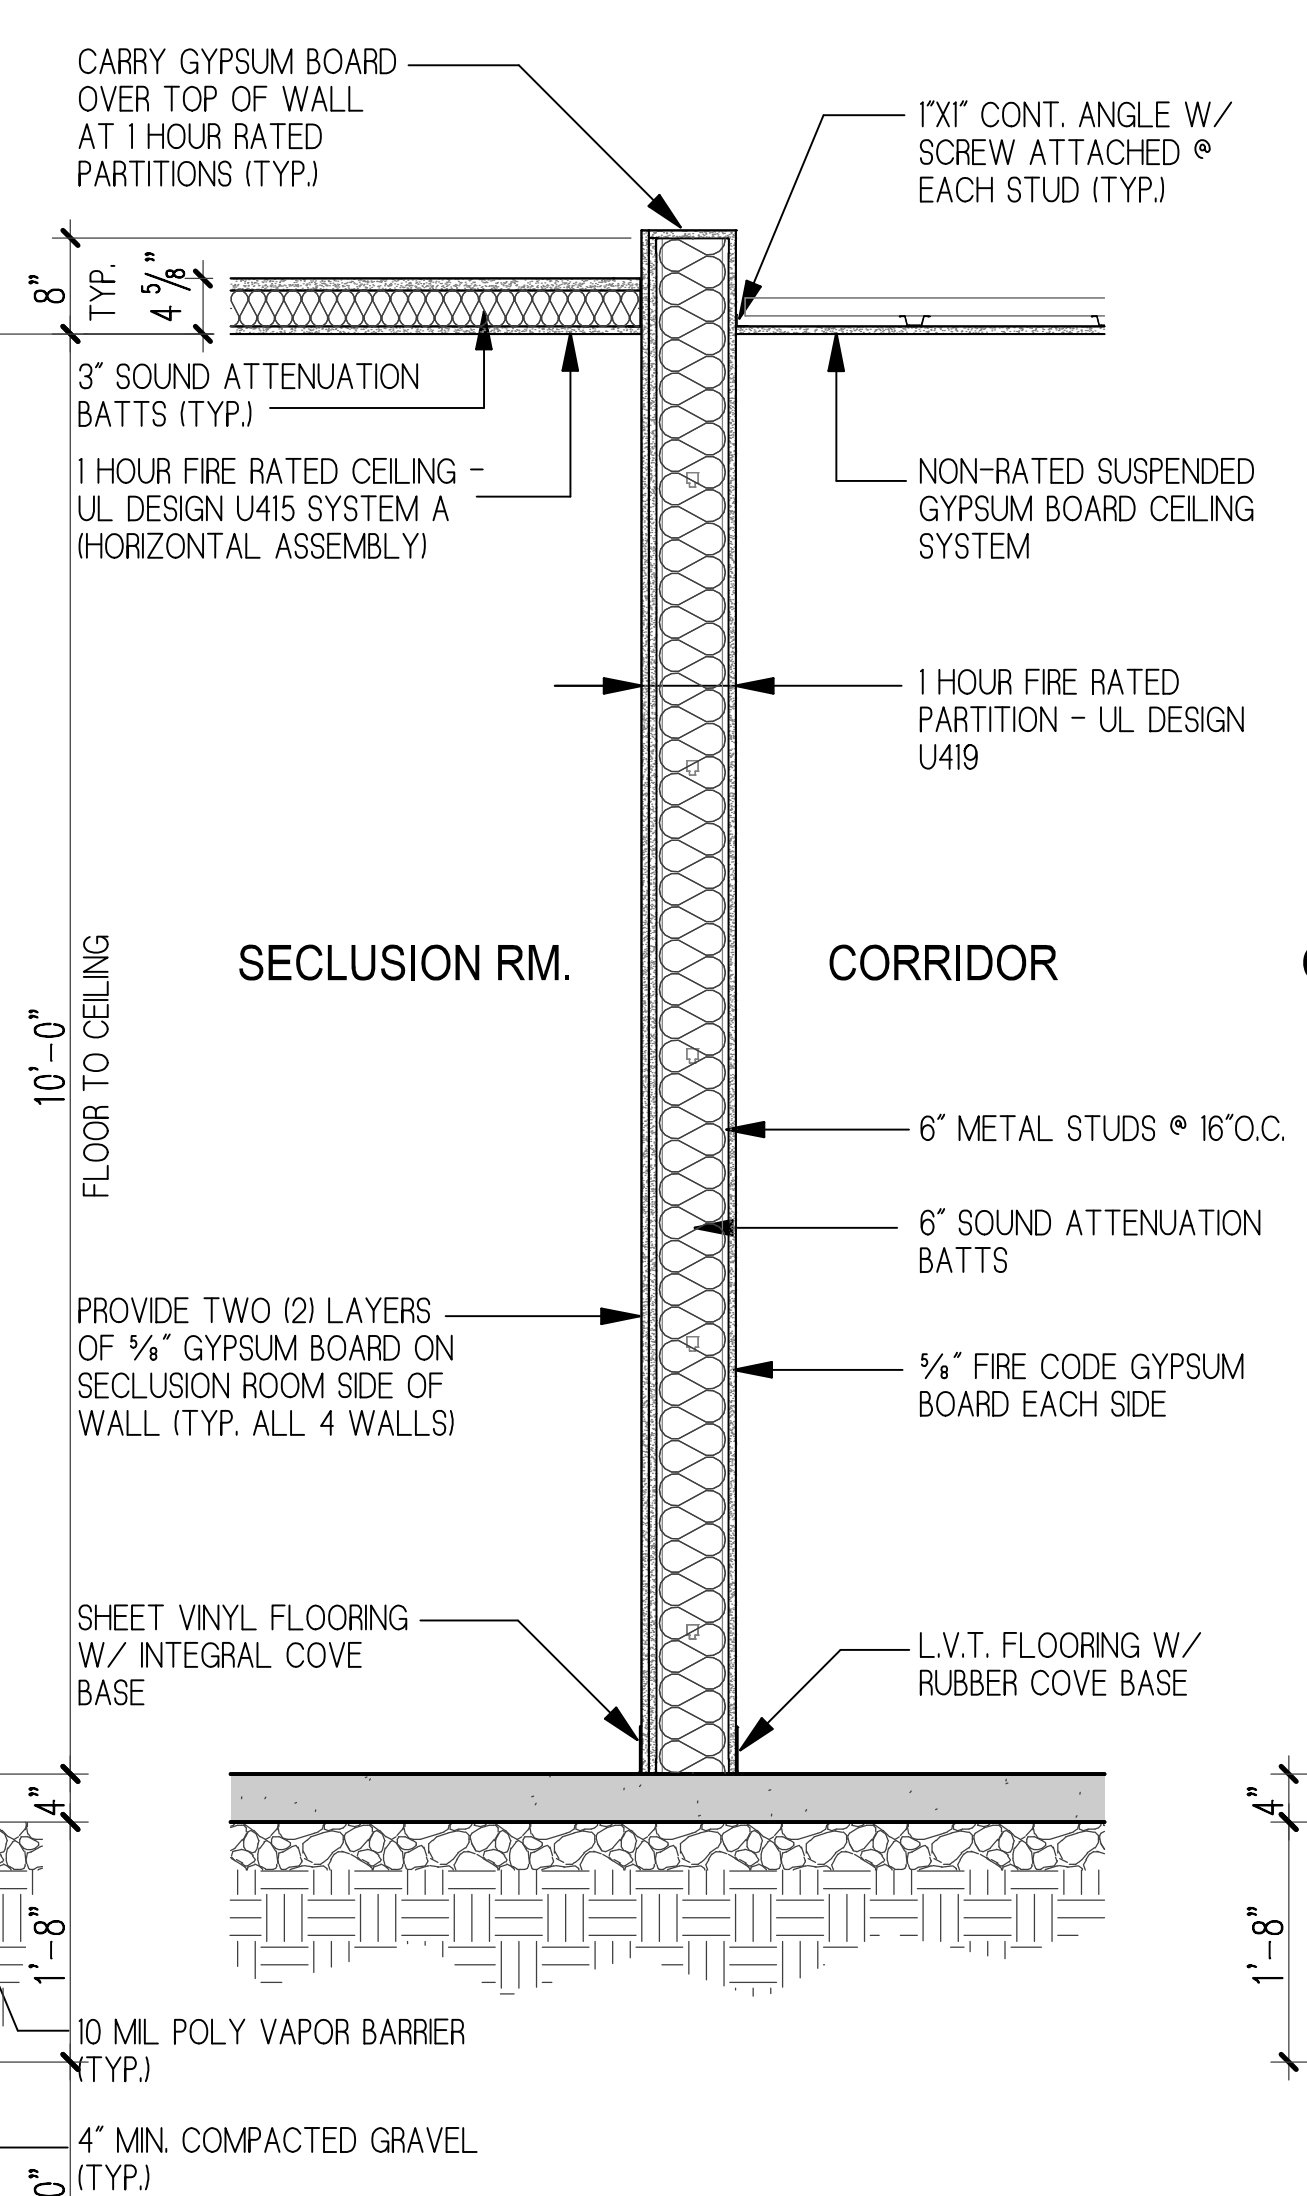 CARRY GYPSUM BOARD
OVER TOP OF WALL
AT 1 HOUR RATED
PARTITIONS (TYP.)
1"X1" CONT. ANGLE W/
SCREW ATTACHED @
EACH STUD (TYP.)
8"
TYP.
4 5/8"
3" SOUND ATTENUATION
BATTS (TYP.)
1 HOUR FIRE RATED CEILING -
UL DESIGN U415 SYSTEM A
(HORIZONTAL ASSEMBLY)
NON-RATED SUSPENDED
GYPSUM BOARD CEILING
SYSTEM
1 HOUR FIRE RATED
PARTITION - UL DESIGN
U419
SECLUSION RM.
CORRIDOR
10'-0"
FLOOR TO CEILING
6" METAL STUDS @ 16"O.C.
6" SOUND ATTENUATION
BATTS
PROVIDE TWO (2) LAYERS
OF 5/8" GYPSUM BOARD ON
SECLUSION ROOM SIDE OF
WALL (TYP. ALL 4 WALLS)
5/8" FIRE CODE GYPSUM
BOARD EACH SIDE
SHEET VINYL FLOORING
W/ INTEGRAL COVE
BASE
L.V.T. FLOORING W/
RUBBER COVE BASE
4"
4"
1'-8"
1'-8"
10 MIL POLY VAPOR BARRIER
(TYP.)
4" MIN. COMPACTED GRAVEL
(TYP.)
0"